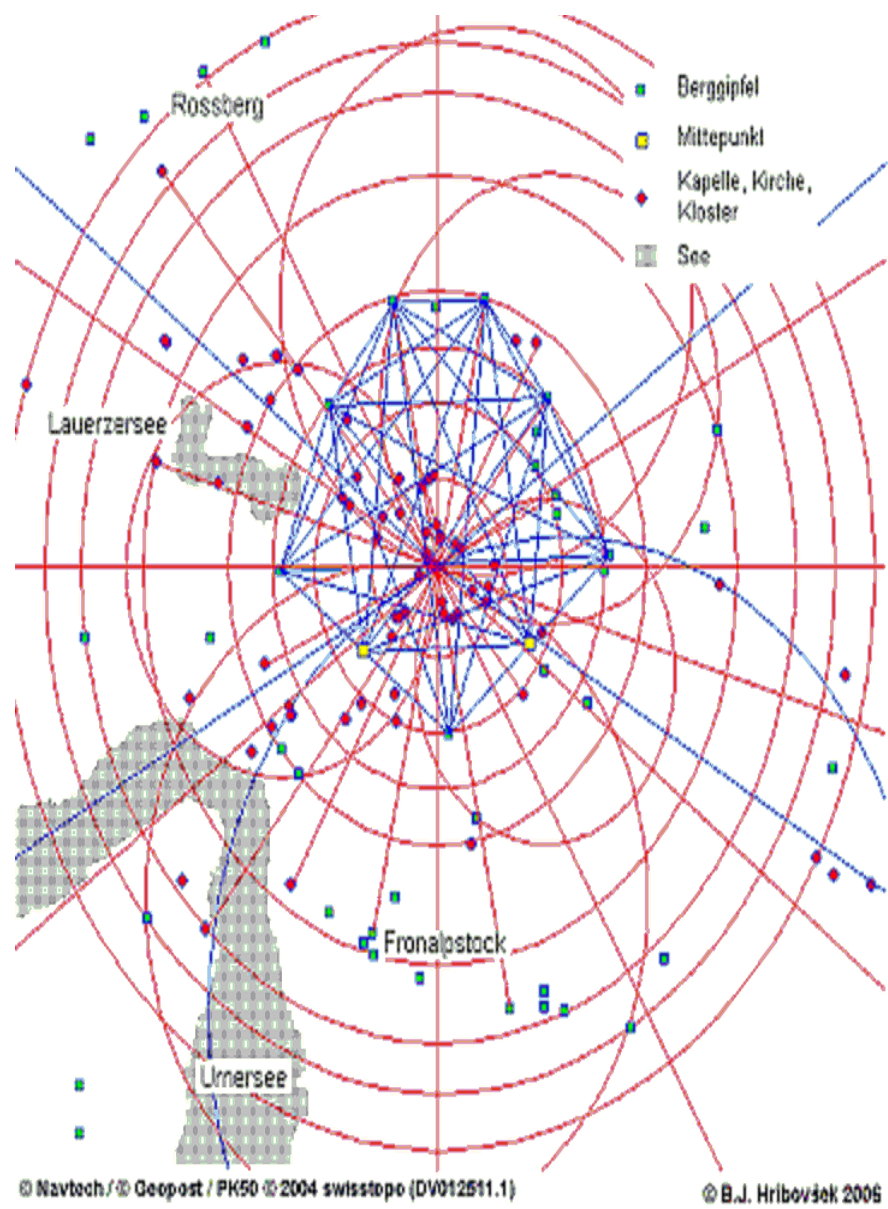 Rossberg
Berggipfel
Mittepunkt
Kapelle, Kirche,
Kloster
See
Lauerzersee
Fronalpstock
Urnersee
© Navtech / © Geopost / PK50 © 2004 swisstopo (DV012511.1)
© B.J. Hribovšek 2006